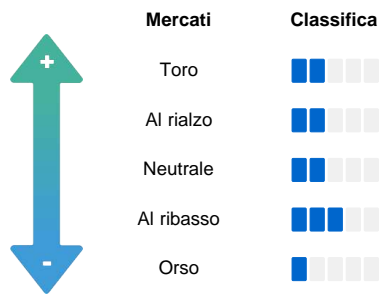 Mercati Classifica
+
Toro
Al rialzo
Neutrale
Al ribasso
-
Orso